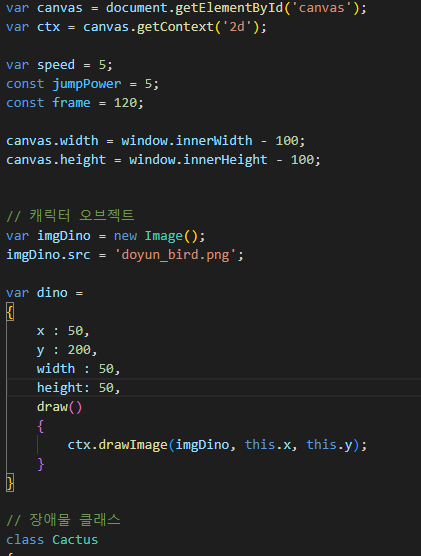 var canvas = document.getElementById('canvas');
var ctx = canvas.getContext('2d');
var speed = 5;
const jumpPower = 5;
const frame = 120;
canvas.width = window.innerWidth - 100;
canvas.height = window.innerHeight - 100;
// 캐릭터 오브젝트
var imgDino = new Image();
imgDino.src = 'doyun_bird.png';
var dino =
{
x : 50,
y : 200,
width : 50,
height: 50,
draw()
{
ctx.drawImage(imgDino, this.x, this.y);
}
}
// 장애물 클래스
class Cactus